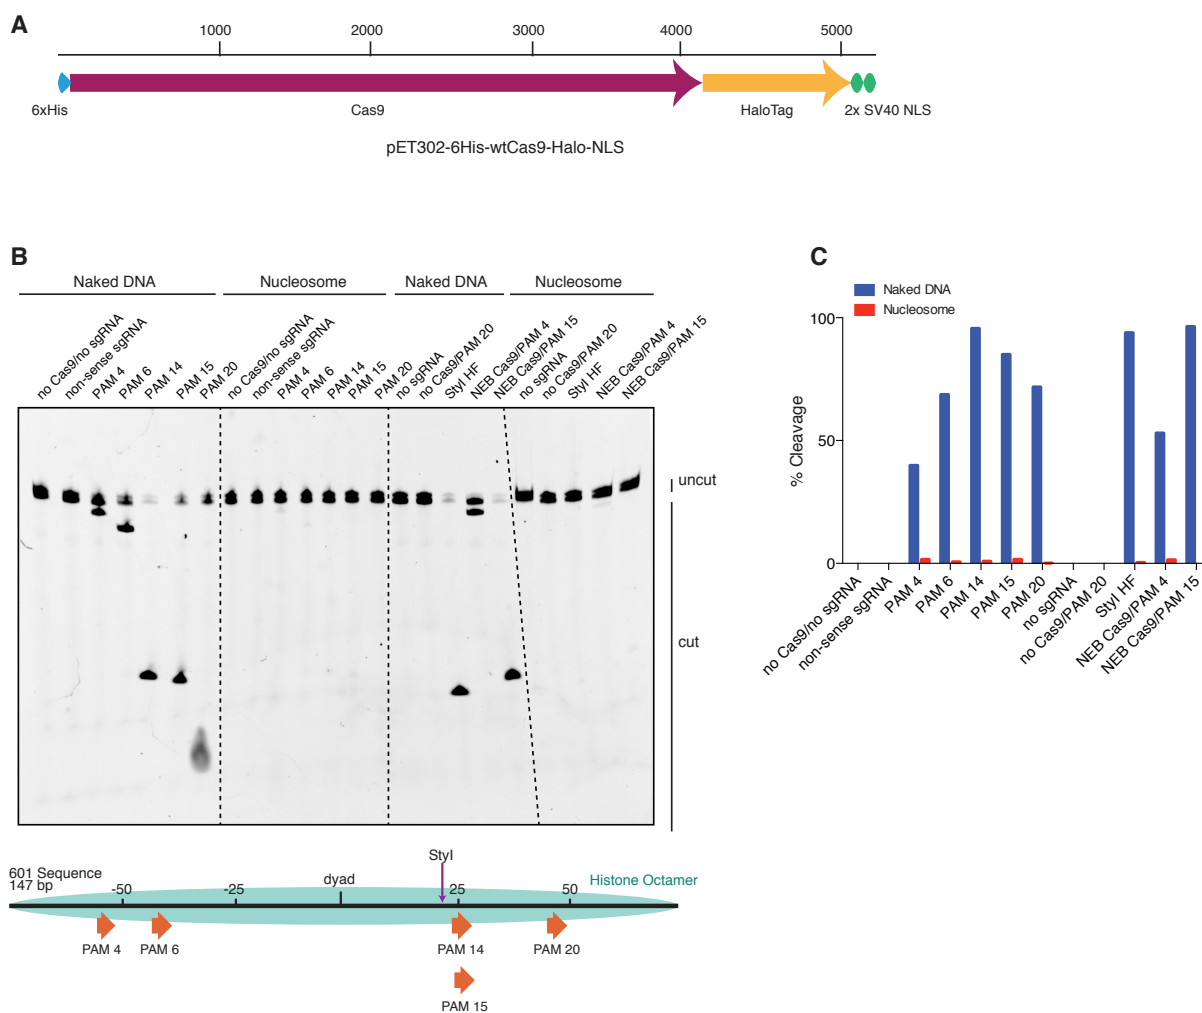 A
1000 2000 3000 4000 5000
6xHis Cas9 HaloTag 2x SV40 NLS
pET302-6His-wtCas9-Halo-NLS
B
Naked DNA Nucleosome Naked DNA Nucleosome
no Cas9/no sgRNA
non-sense sgRNA
PAM 4
PAM 6
PAM 14
PAM 15
PAM 20
no Cas9/no sgRNA
non-sense sgRNA
PAM 4
PAM 6
PAM 14
PAM 15
PAM 20
no sgRNA
no Cas9/PAM 20
StyI HF
NEB Cas9/PAM 4
NEB Cas9/PAM 15
no sgRNA
no Cas9/PAM 20
StyI HF
NEB Cas9/PAM 4
NEB Cas9/PAM 15
uncut
cut
StyI
601 Sequence
147 bp
-50 -25 dyad 25 50
Histone Octamer
PAM 4 PAM 6 PAM 14 PAM 20
PAM 15
C
Naked DNA
Nucleosome
100
50
0
% Cleavage
no Cas9/no sgRNA
non-sense sgRNA
PAM 4
PAM 6
PAM 14
PAM 15
PAM 20
no sgRNA
no Cas9/PAM 20
StyI HF
NEB Cas9/PAM 4
NEB Cas9/PAM 15